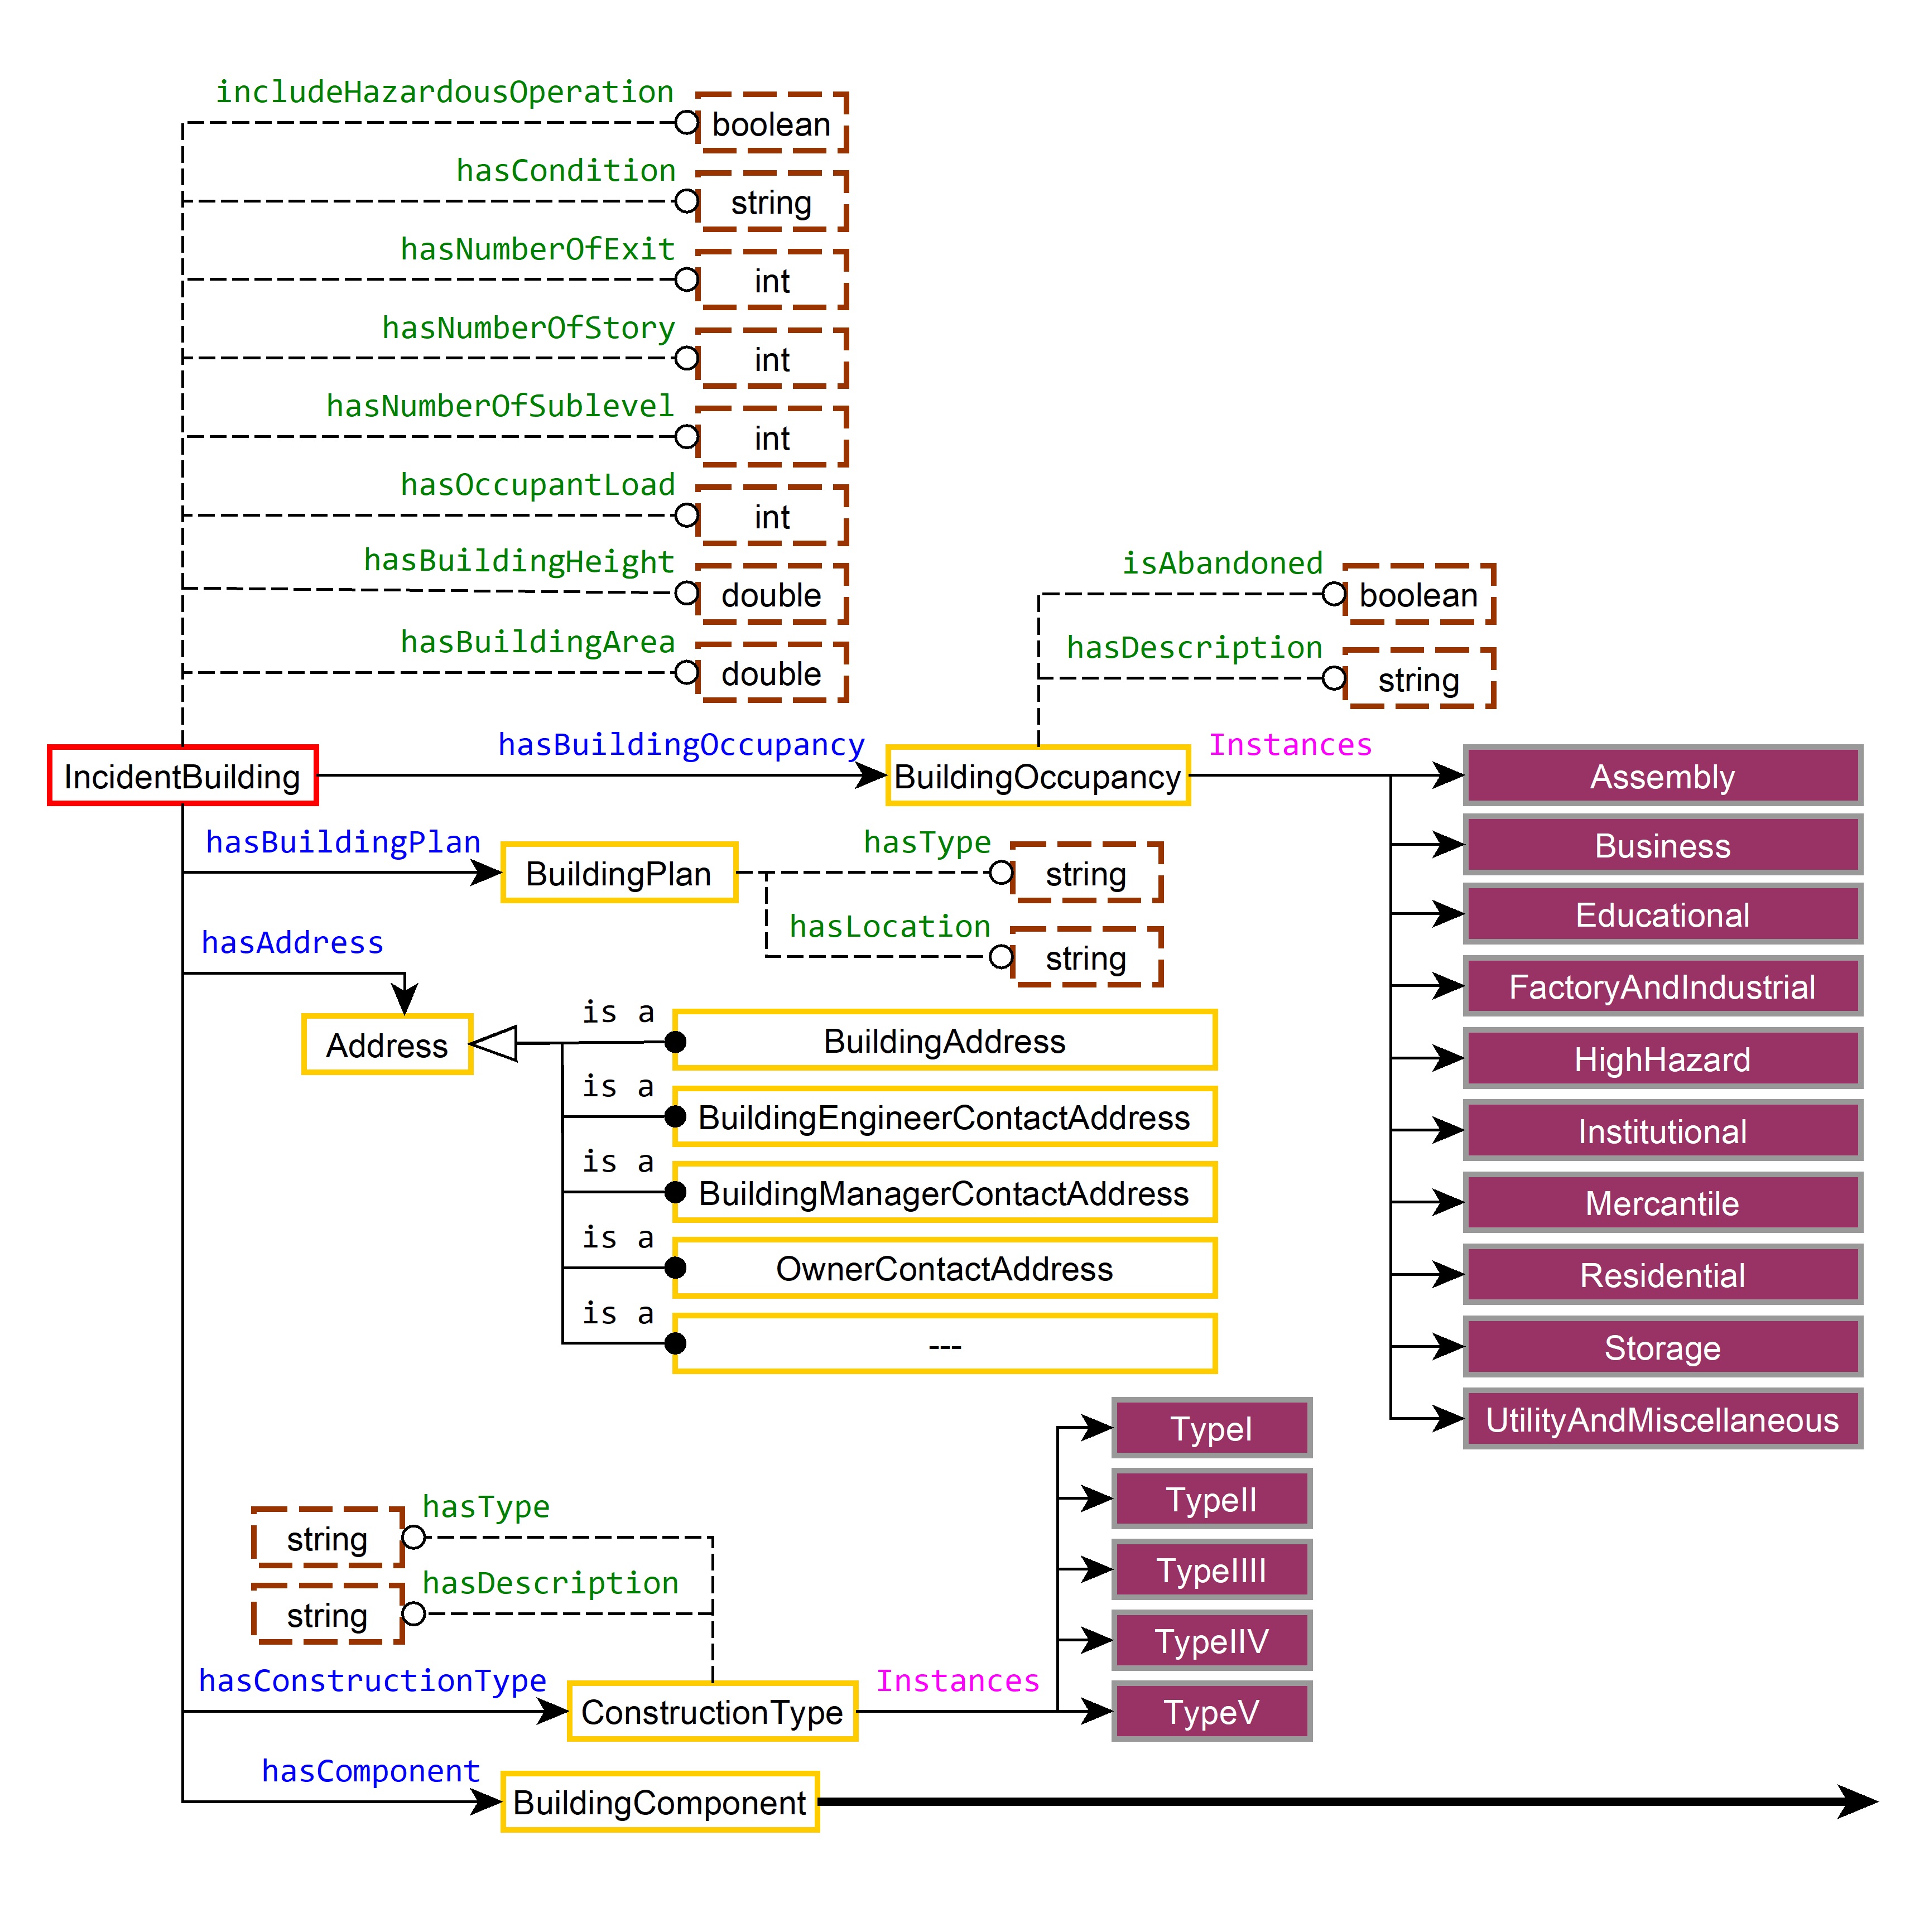 includeHazardousOperation
boolean
hasCondition
string
hasNumberOfExit
int
hasNumberOfStory
int
hasNumberOfSublevel
int
hasOccupantLoad
int
hasBuildingHeight
double
hasBuildingArea
double
isAbandoned
boolean
hasDescription
string
IncidentBuilding
hasBuildingOccupancy
BuildingOccupancy
Instances
Assembly
Business
Educational
FactoryAndIndustrial
HighHazard
Institutional
Mercantile
Residential
Storage
UtilityAndMiscellaneous
hasBuildingPlan
BuildingPlan
hasType
string
hasLocation
string
hasAddress
Address
is a
BuildingAddress
is a
BuildingEngineerContactAddress
is a
BuildingManagerContactAddress
is a
OwnerContactAddress
is a
---
hasType
string
hasDescription
string
hasConstructionType
ConstructionType
Instances
TypeI
TypeII
TypeIIII
TypeIIV
TypeV
hasComponent
BuildingComponent